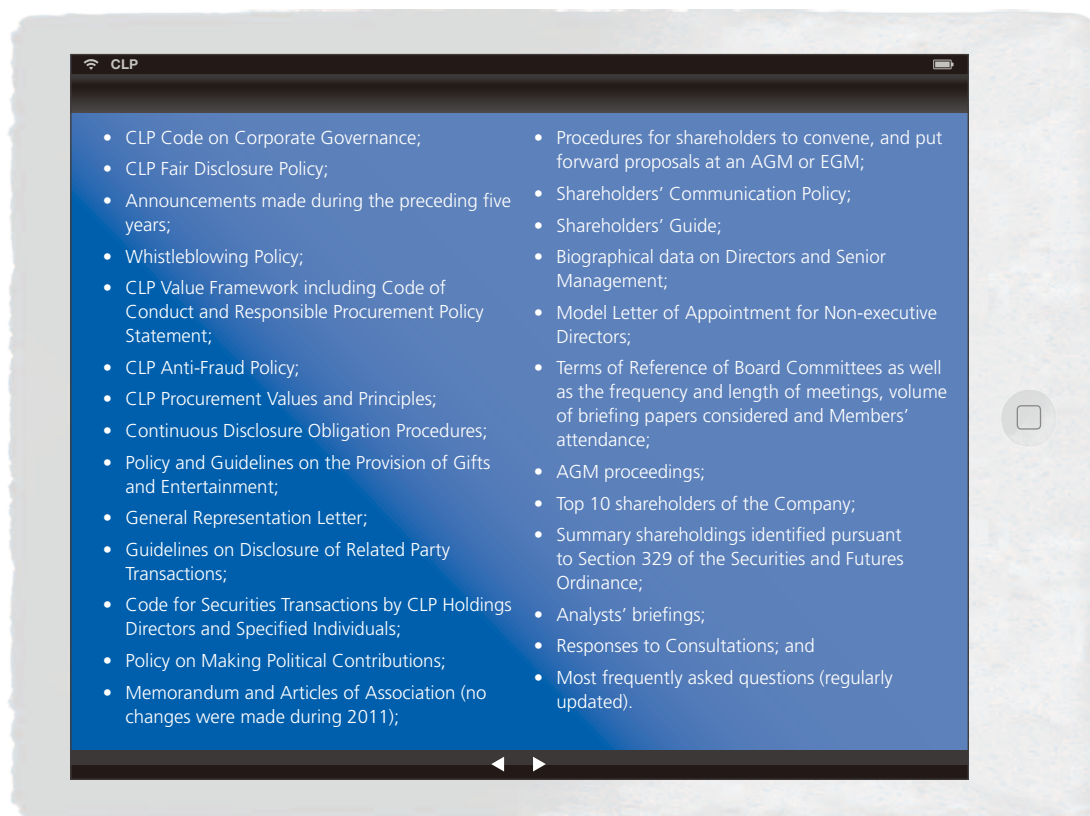 CLP
• CLP Code on Corporate Governance;
• CLP Fair Disclosure Policy;
• Announcements made during the preceding five
years;
• Whistleblowing Policy;
• CLP Value Framework including Code of
Conduct and Responsible Procurement Policy
Statement;
• CLP Anti-Fraud Policy;
• CLP Procurement Values and Principles;
• Continuous Disclosure Obligation Procedures;
• Policy and Guidelines on the Provision of Gifts
and Entertainment;
• General Representation Letter;
• Guidelines on Disclosure of Related Party
Transactions;
• Code for Securities Transactions by CLP Holdings
Directors and Specified Individuals;
• Policy on Making Political Contributions;
• Memorandum and Articles of Association (no
changes were made during 2011);
• Procedures for shareholders to convene, and put
forward proposals at an AGM or EGM;
• Shareholders’ Communication Policy;
• Shareholders’ Guide;
• Biographical data on Directors and Senior
Management;
• Model Letter of Appointment for Non-executive
Directors;
• Terms of Reference of Board Committees as well
as the frequency and length of meetings, volume
of briefing papers considered and Members’
attendance;
• AGM proceedings;
• Top 10 shareholders of the Company;
• Summary shareholdings identified pursuant
to Section 329 of the Securities and Futures
Ordinance;
• Analysts’ briefings;
• Responses to Consultations; and
• Most frequently asked questions (regularly
updated).